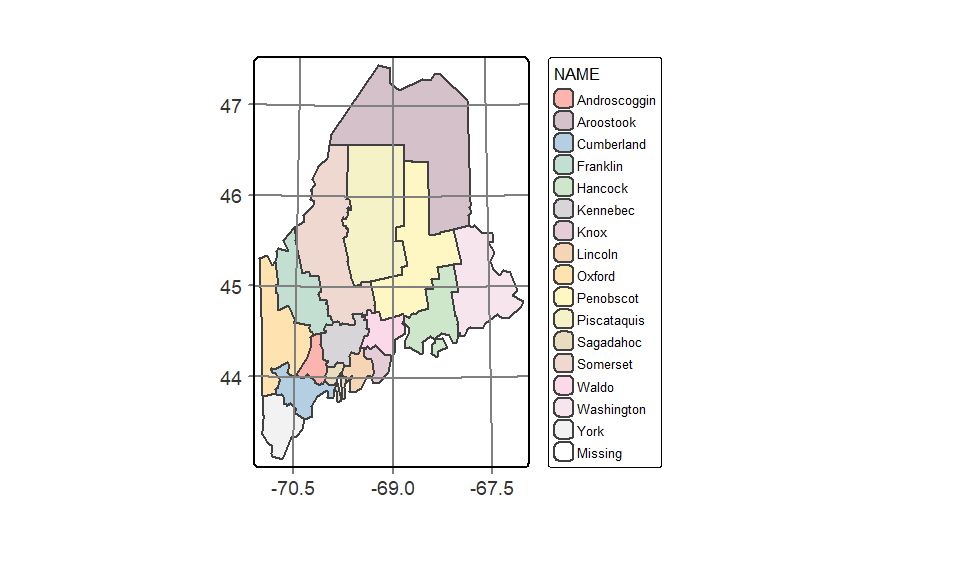 NAME
Androscoggin
Aroostook
Cumberland
Franklin
Hancock
Kennebec
Knox
Lincoln
Oxford
Penobscot
Piscataquis
Sagadahoc
Somerset
Waldo
Washington
York
Missing
47
46
45
44
-70.5 -69.0 -67.5